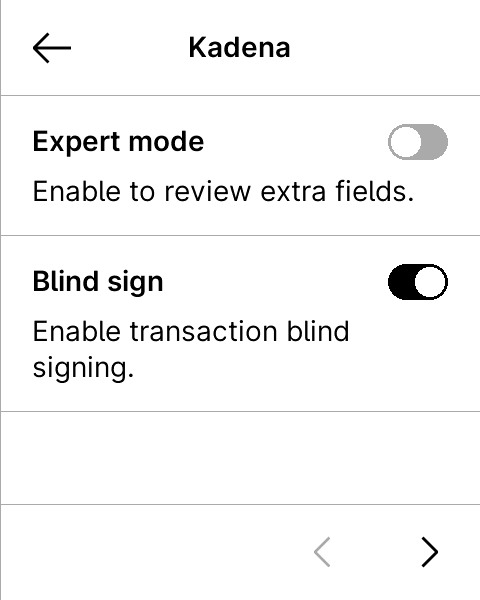 Kadena
Expert mode
Enable to review extra fields.
Blind sign
Enable transaction blind
signing.